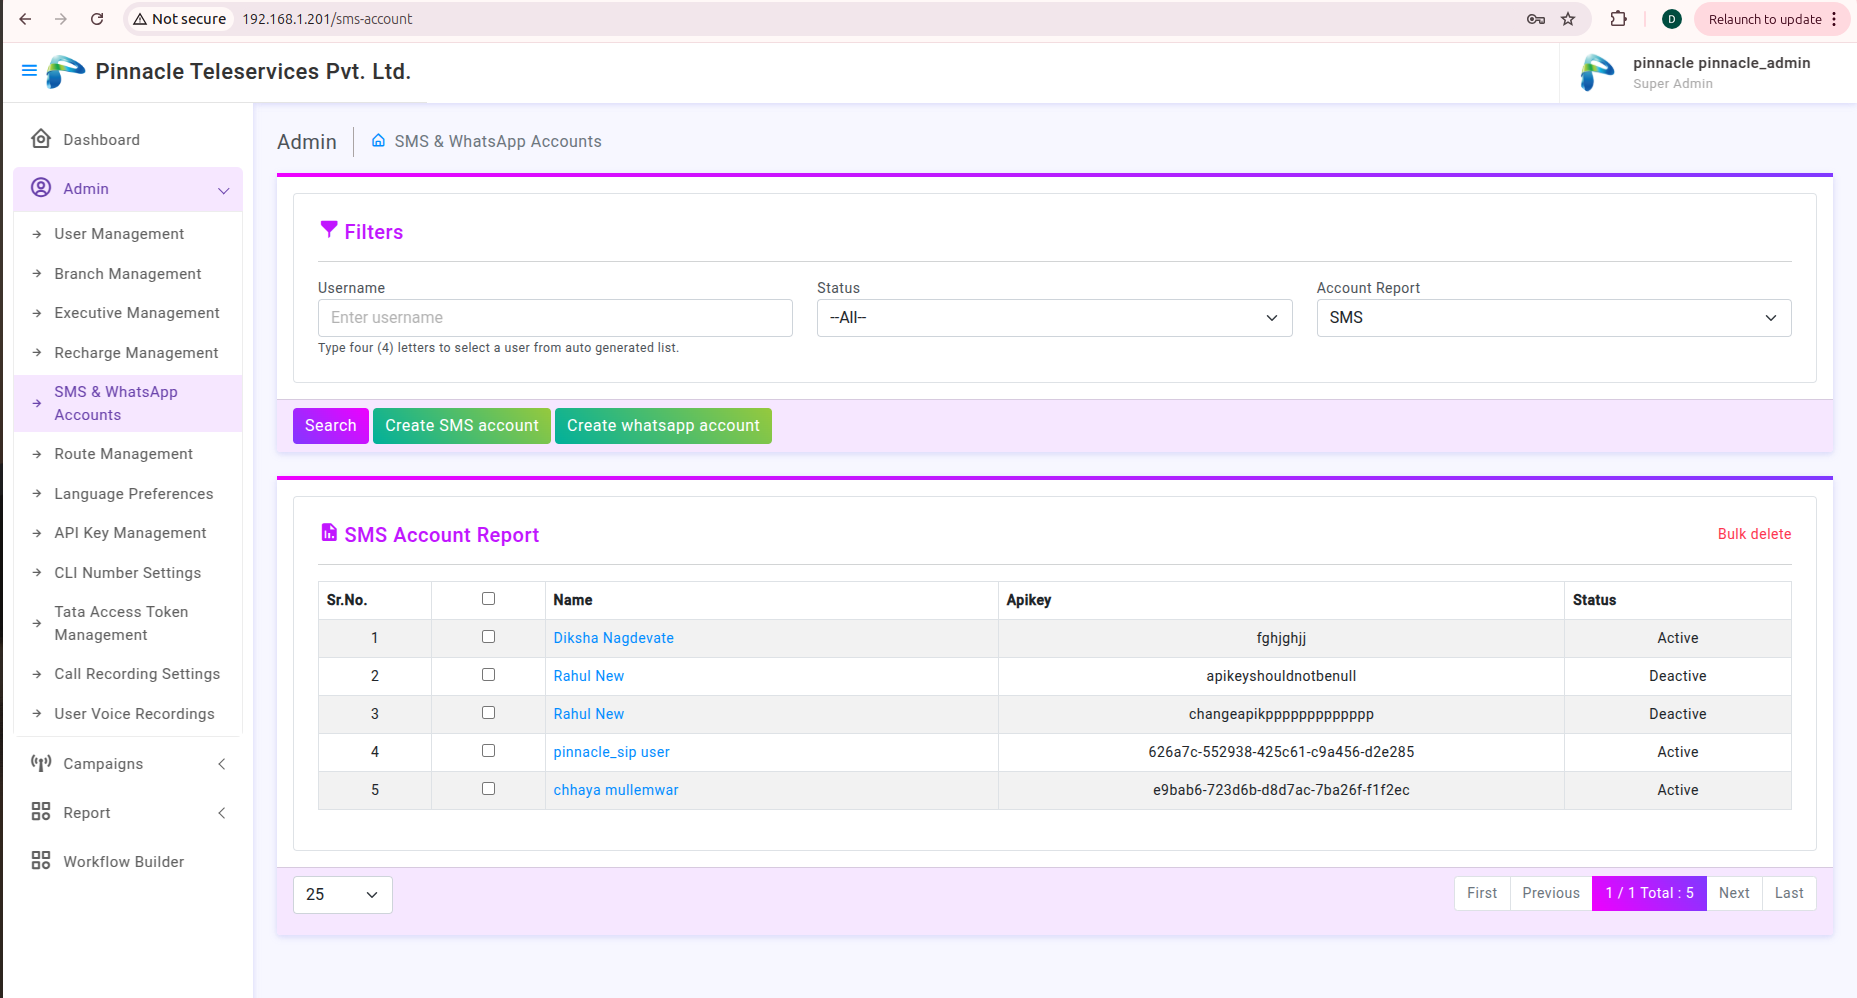 Not secure 192.168.1.201/sms-account D Relaunch to update
Pinnacle Teleservices Pvt. Ltd.
pinnacle pinnacle_admin
Super Admin
Dashboard
Admin
User Management
Branch Management
Executive Management
Recharge Management
SMS & WhatsApp
Accounts
Route Management
Language Preferences
API Key Management
CLI Number Settings
Tata Access Token
Management
Call Recording Settings
User Voice Recordings
Campaigns
Report
Workflow Builder
Admin SMS & WhatsApp Accounts
Filters
Username Status Account Report
Enter username --All-- SMS
Type four (4) letters to select a user from auto generated list.
Search Create SMS account Create whatsapp account
SMS Account Report Bulk delete
Sr.No. Name Apikey Status
1 Diksha Nagdevate fghjghjj Active
2 Rahul New apikeyshouldnotbenull Deactive
3 Rahul New changeapikppppppppppppp Deactive
4 pinnacle_sip user 626a7c-552938-425c61-c9a456-d2e285 Active
5 chhaya mullemwar e9bab6-723d6b-d8d7ac-7ba26f-f1f2ec Active
25 First Previous 1 / 1 Total : 5 Next Last